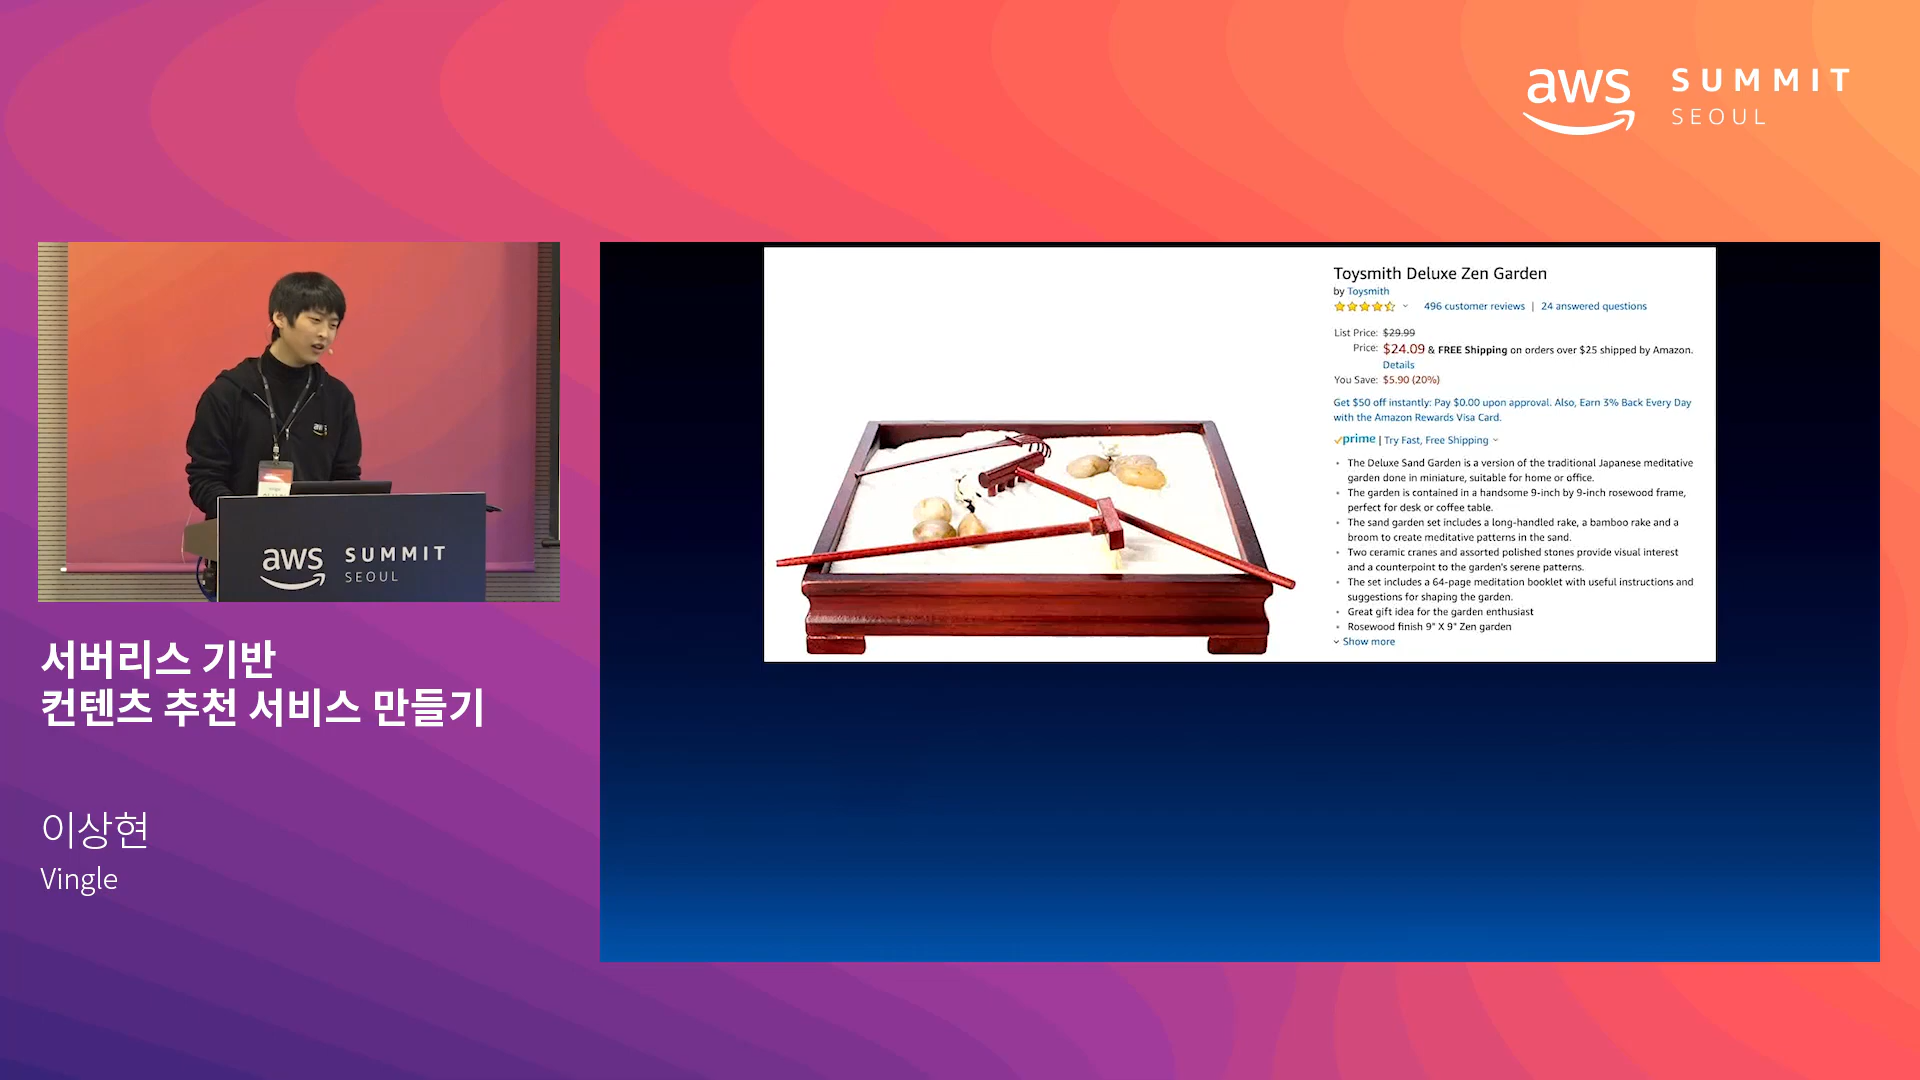 aws SUMMIT
SEOUL
aws
aws SUMMIT
SEOUL
서버리스 기반
컨텐츠 추천 서비스 만들기
이상현
Vingle
Toysmith Deluxe Zen Garden
by Toysmith
496 customer reviews | 24 answered questions
List Price: $29.99
Price: $24.09 & FREE Shipping on orders over $25 shipped by Amazon.
Details
You Save: $5.90 (20%)
Get $50 off instantly: Pay $0.00 upon approval. Also, Earn 3% Back Every Day
with the Amazon Rewards Visa Card.
prime | Try Fast, Free Shipping
• The Deluxe Sand Garden is a version of the traditional Japanese meditative
garden done in miniature, suitable for home or office.
• The garden is contained in a handsome 9-inch by 9-inch rosewood frame,
perfect for desk or coffee table.
• The sand garden set includes a long-handled rake, a bamboo rake and a
broom to create meditative patterns in the sand.
• Two ceramic cranes and assorted polished stones provide visual interest
and a counterpoint to the garden's serene patterns.
• The set includes a 64-page meditation booklet with useful instructions and
suggestions for shaping the garden.
• Great gift idea for the garden enthusiast
• Rosewood finish 9" X 9" Zen garden
Show more